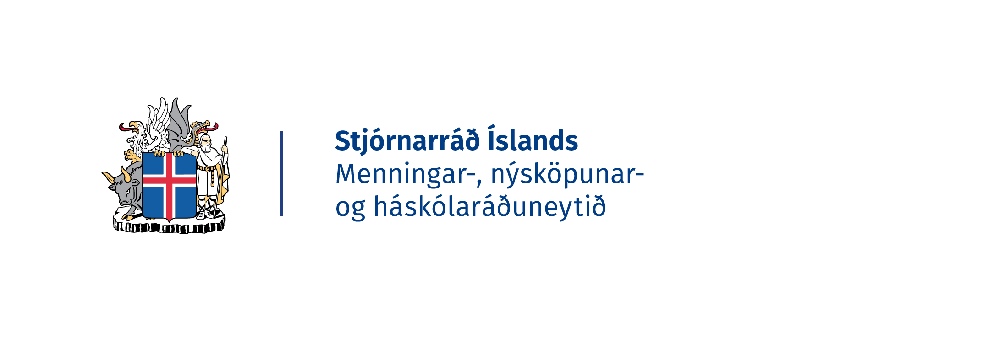 Stjórnarráð Íslands
Menningar-, nýsköpunar-
og háskólaráðuneytið